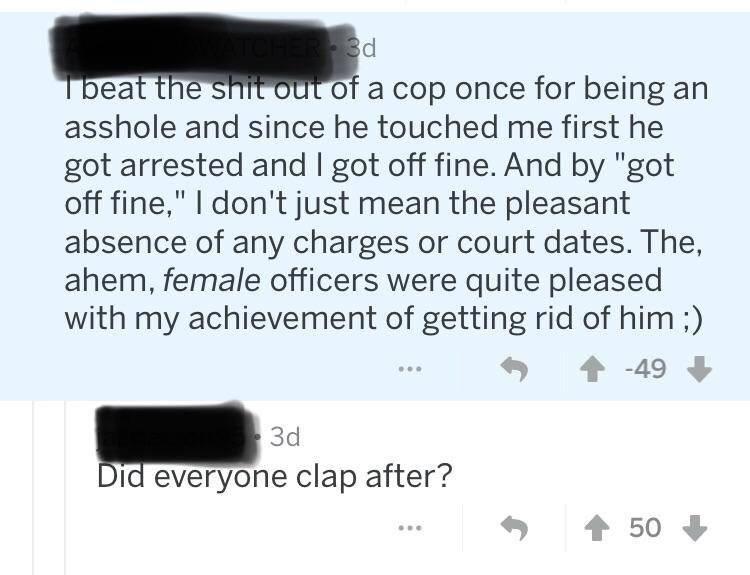 • 3d
I beat the shit out of a cop once for being an
asshole and since he touched me first he
got arrested and I got off fine. And by "got
off fine," I don't just mean the pleasant
absence of any charges or court dates. The,
ahem, female officers were quite pleased
with my achievement of getting rid of him ;)
... -49
• 3d
Did everyone clap after?
... 50